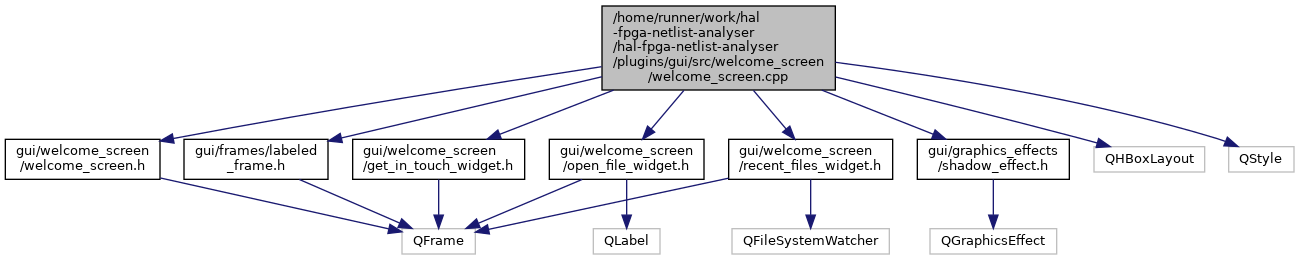 /home/runner/work/hal
-fpga-netlist-analyser
/hal-fpga-netlist-analyser
/plugins/gui/src/welcome_screen
/welcome_screen.cpp
gui/welcome_screen
/welcome_screen.h
gui/frames/labeled
_frame.h
gui/welcome_screen
/get_in_touch_widget.h
gui/welcome_screen
/open_file_widget.h
gui/welcome_screen
/recent_files_widget.h
gui/graphics_effects
/shadow_effect.h
QHBoxLayout
QStyle
QFrame
QLabel
QFileSystemWatcher
QGraphicsEffect